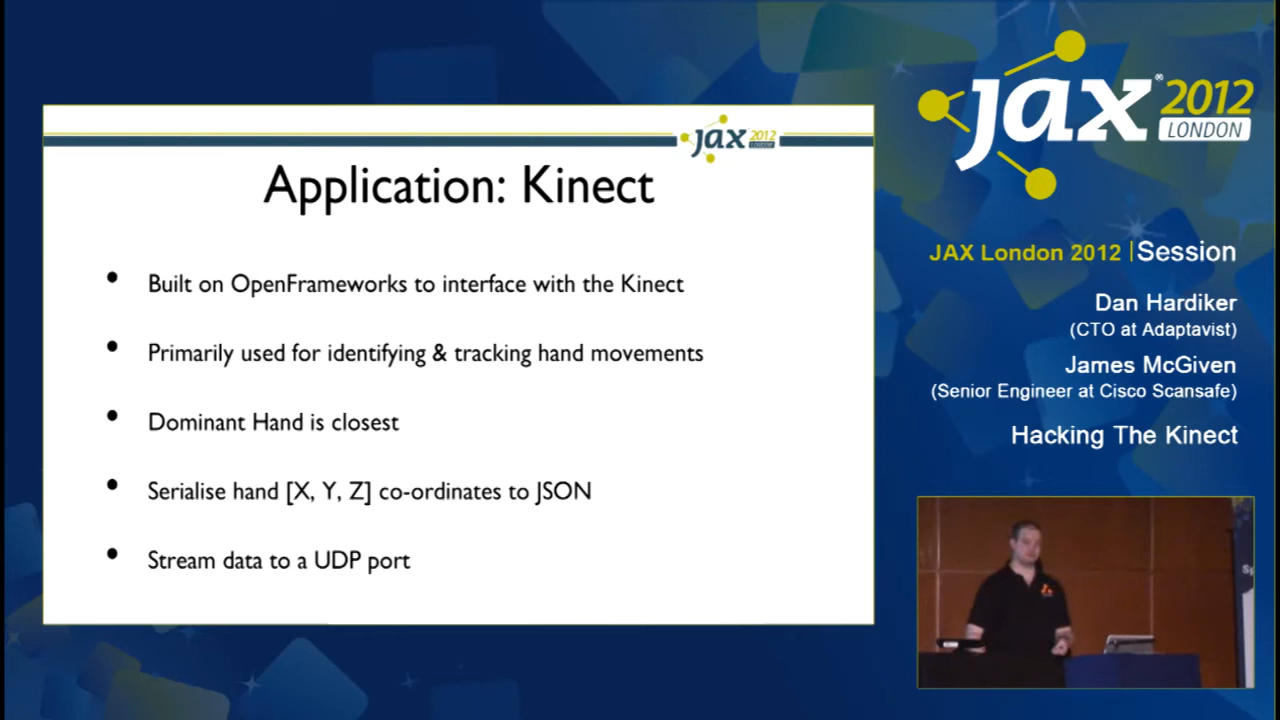 jax 2012
LONDON
Application: Kinect
• Built on OpenFrameworks to interface with the Kinect
• Primarily used for identifying & tracking hand movements
• Dominant Hand is closest
• Serialise hand [X, Y, Z] co-ordinates to JSON
• Stream data to a UDP port
jax® 2012
LONDON
JAX London 2012 | Session
Dan Hardiker
(CTO at Adaptavist)
James McGiven
(Senior Engineer at Cisco Scansafe)
Hacking The Kinect